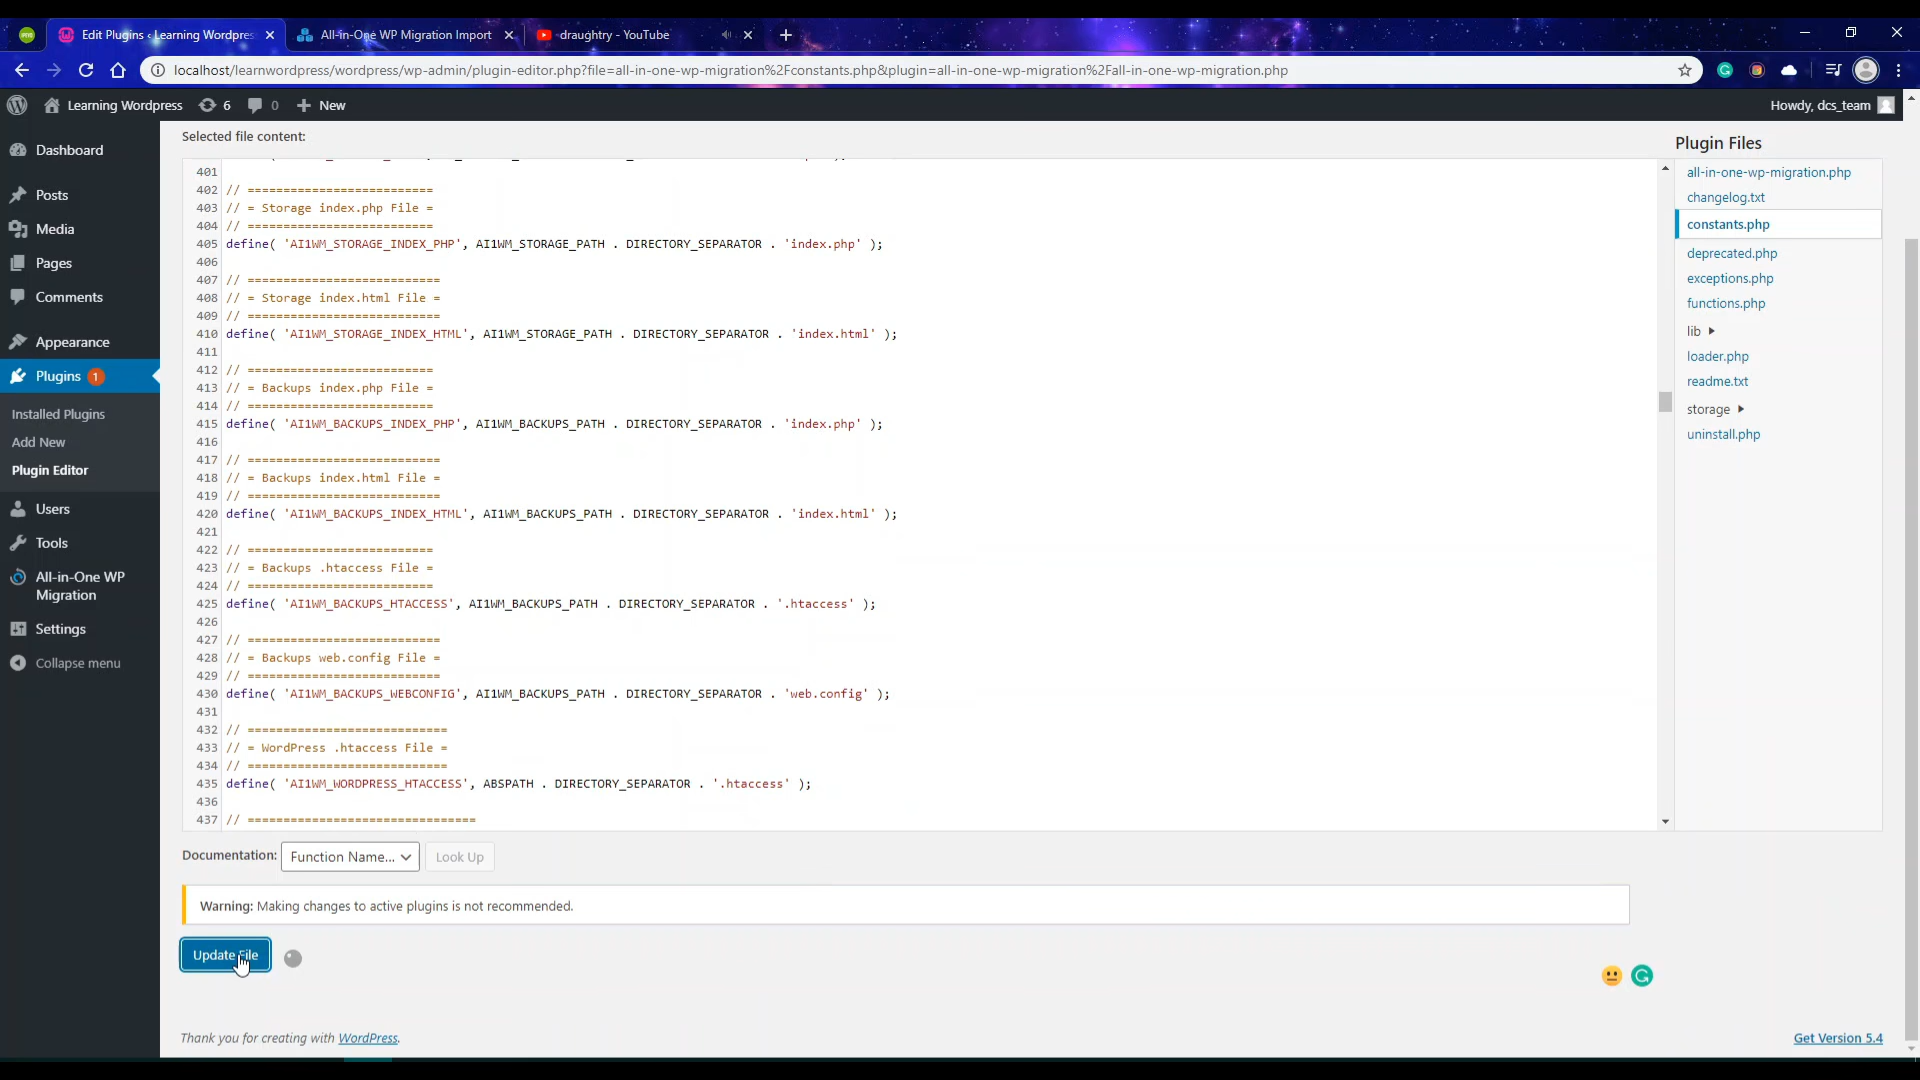 Edit Plugins ‹ Learning Wordpres
All-in-One WP Migration Import
draughtry - YouTube
localhost/learnwordpress/wordpress/wp-admin/plugin-editor.php?file=all-in-one-wp-migration%2Fconstants.php&plugin=all-in-one-wp-migration%2Fall-in-one-wp-migration.php
Learning Wordpress 6 0 New
Howdy, dcs_team
Dashboard
Posts
Media
Pages
Comments
Appearance
Plugins 1
Installed Plugins
Add New
Plugin Editor
Users
Tools
All-in-One WP
Migration
Settings
Collapse menu
Selected file content:
401
402 // ==========================
403 // = Storage index.php File =
404 // ==========================
405 define( 'AI1WM_STORAGE_INDEX_PHP', AI1WM_STORAGE_PATH . DIRECTORY_SEPARATOR . 'index.php' );
406
407 // ===========================
408 // = Storage index.html File =
409 // ===========================
410 define( 'AI1WM_STORAGE_INDEX_HTML', AI1WM_STORAGE_PATH . DIRECTORY_SEPARATOR . 'index.html' );
411
412 // ==========================
413 // = Backups index.php File =
414 // ==========================
415 define( 'AI1WM_BACKUPS_INDEX_PHP', AI1WM_BACKUPS_PATH . DIRECTORY_SEPARATOR . 'index.php' );
416
417 // ===========================
418 // = Backups index.html File =
419 // ===========================
420 define( 'AI1WM_BACKUPS_INDEX_HTML', AI1WM_BACKUPS_PATH . DIRECTORY_SEPARATOR . 'index.html' );
421
422 // ==========================
423 // = Backups .htaccess File =
424 // ==========================
425 define( 'AI1WM_BACKUPS_HTACCESS', AI1WM_BACKUPS_PATH . DIRECTORY_SEPARATOR . '.htaccess' );
426
427 // ===========================
428 // = Backups web.config File =
429 // ===========================
430 define( 'AI1WM_BACKUPS_WEBCONFIG', AI1WM_BACKUPS_PATH . DIRECTORY_SEPARATOR . 'web.config' );
431
432 // ============================
433 // = WordPress .htaccess File =
434 // ============================
435 define( 'AI1WM_WORDPRESS_HTACCESS', ABSPATH . DIRECTORY_SEPARATOR . '.htaccess' );
436
437 // ================================
Plugin Files
all-in-one-wp-migration.php
changelog.txt
constants.php
deprecated.php
exceptions.php
functions.php
lib
loader.php
readme.txt
storage
uninstall.php
Documentation: Function Name... Look Up
Warning: Making changes to active plugins is not recommended.
Update File
Thank you for creating with WordPress.
Get Version 5.4